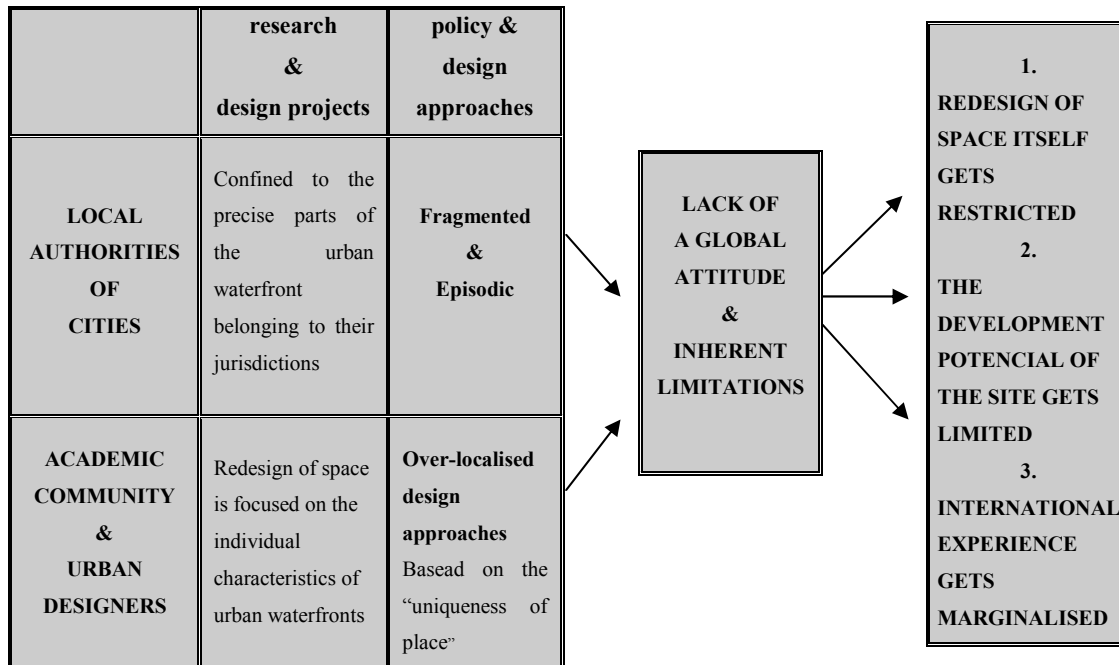 research
&
design projects
policy &
design
approaches
LOCAL
AUTHORITIES
OF
CITIES
Confined to the
precise parts of
the urban
waterfront
belonging to their
jurisdictions
Fragmented
&
Episodic
ACADEMIC
COMMUNITY
&
URBAN
DESIGNERS
Redesign of space
is focused on the
individual
characteristics of
urban waterfronts
Over-localised
design
approaches
Basead on the
“uniqueness of
place”
LACK OF
A GLOBAL
ATTITUDE
&
INHERENT
LIMITATIONS
1.
REDESIGN OF
SPACE ITSELF
GETS
RESTRICTED
2.
THE
DEVELOPMENT
POTENCIAL OF
THE SITE GETS
LIMITED
3.
INTERNATIONAL
EXPERIENCE
GETS
MARGINALISED